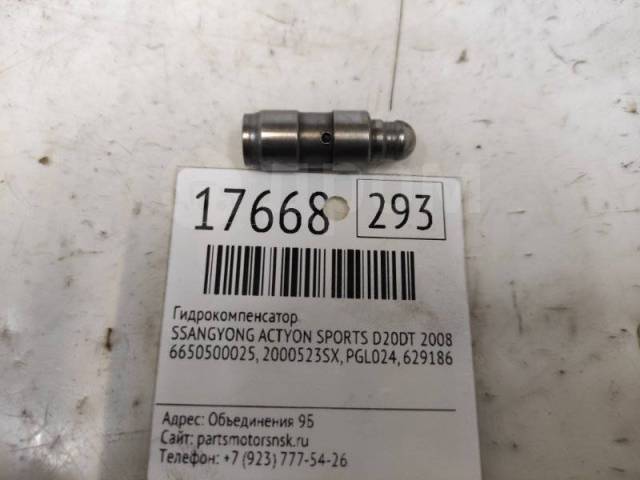 17668 293
Гидрокомпенсатор
SSANGYONG ACTYON SPORTS D20DT 2008
6650500025, 2000523SX, PGL024, 629186
Адрес: Объединения 95
Сайт: partsmotorsnsk.ru
Телефон: +7 (923) 777-54-26